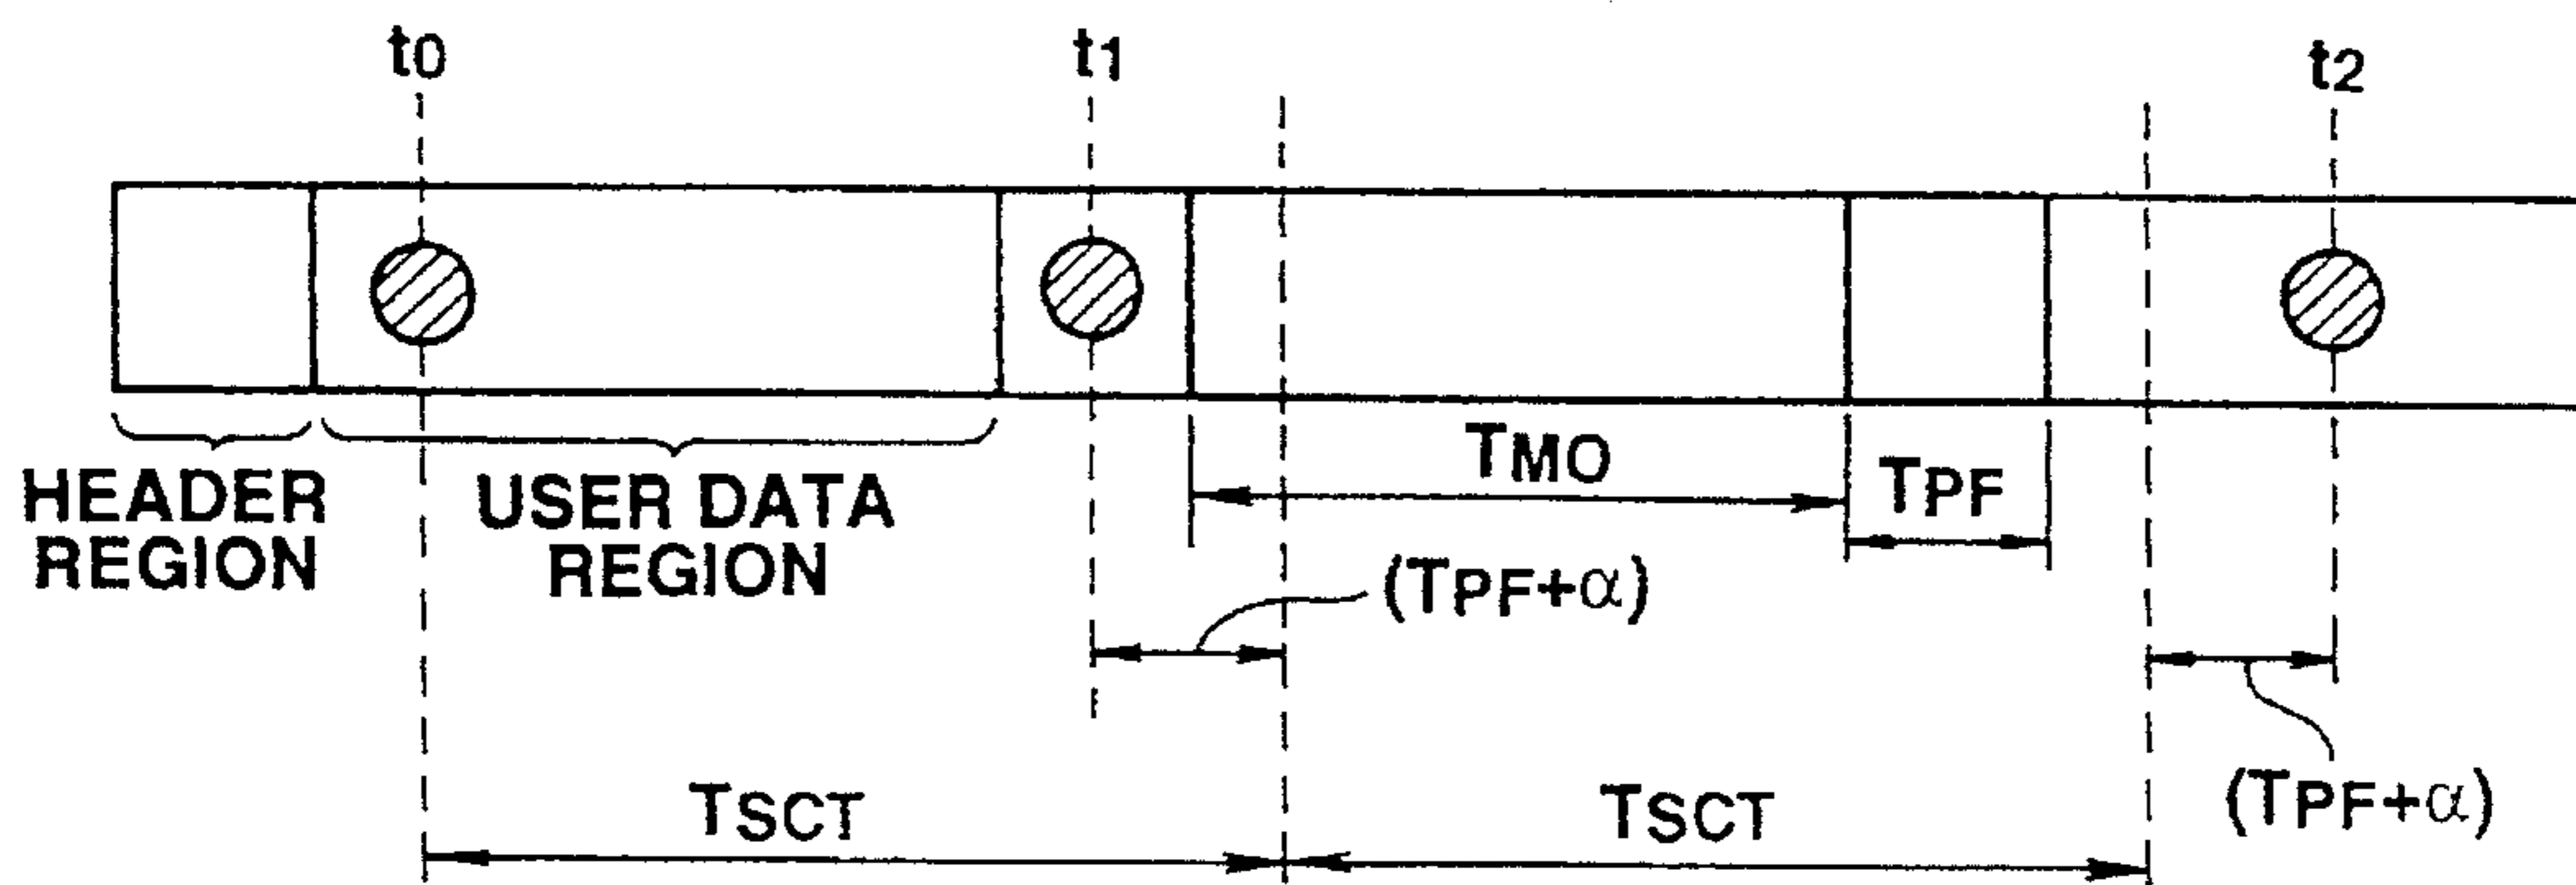 t0
t1
t2
HEADER
REGION
USER DATA
REGION
TMO
TPF
(TPF+α)
TSCT
TSCT
(TPF+α)